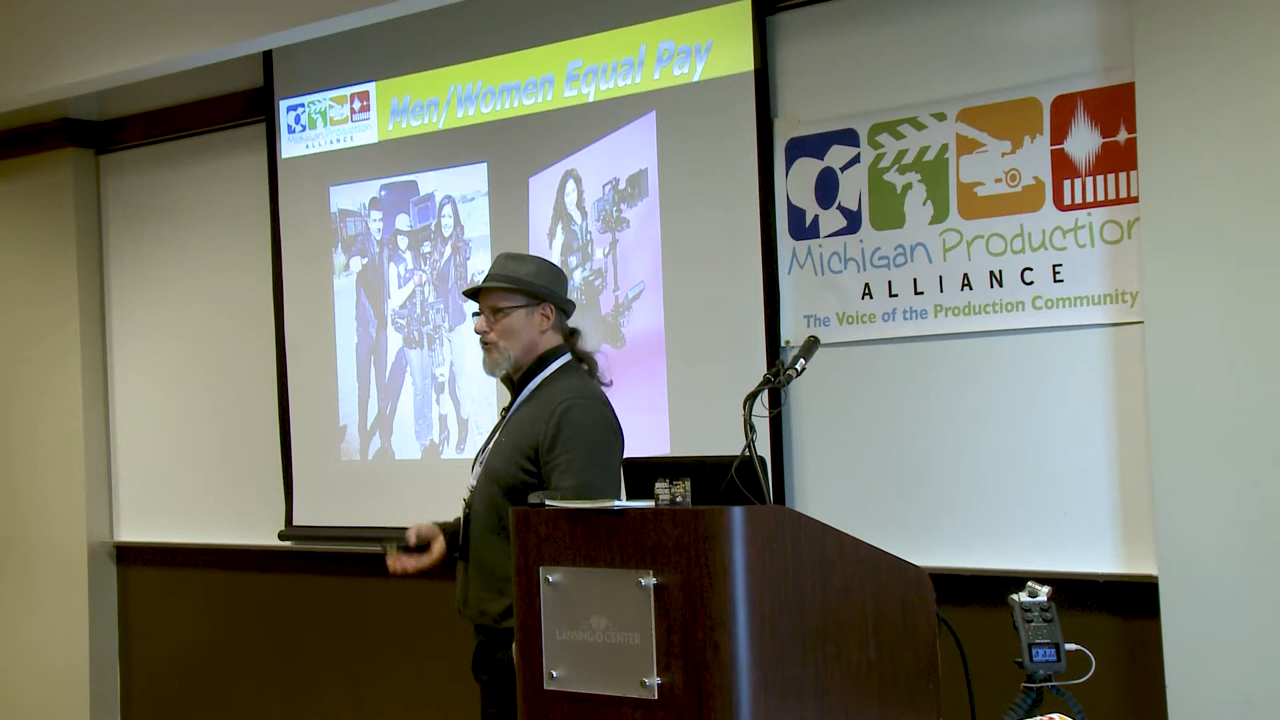 Men/Women Equal Pay
Michigan Production
ALLIANCE
Michigan Production
ALLIANCE
The Voice of the Production Community
LANSING CENTER